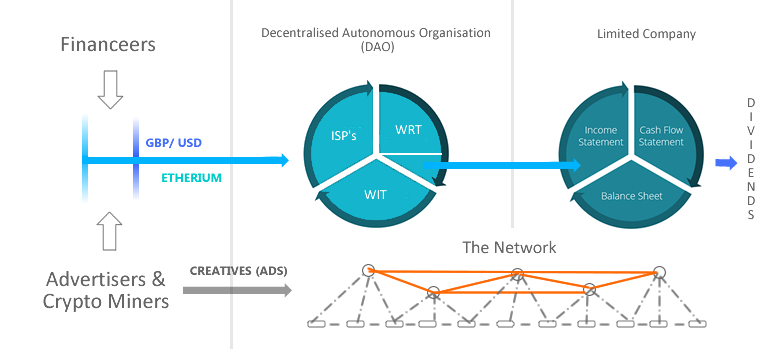 Financeers
Decentralised Autonomous Organisation
(DAO)
Limited Company
GBP/ USD
ETHERIUM
ISP's
WRT
WIT
Income
Statement
Cash Flow
Statement
Balance Sheet
DIVIDENDS
Advertisers &
Crypto Miners
CREATIVES (ADS)
The Network